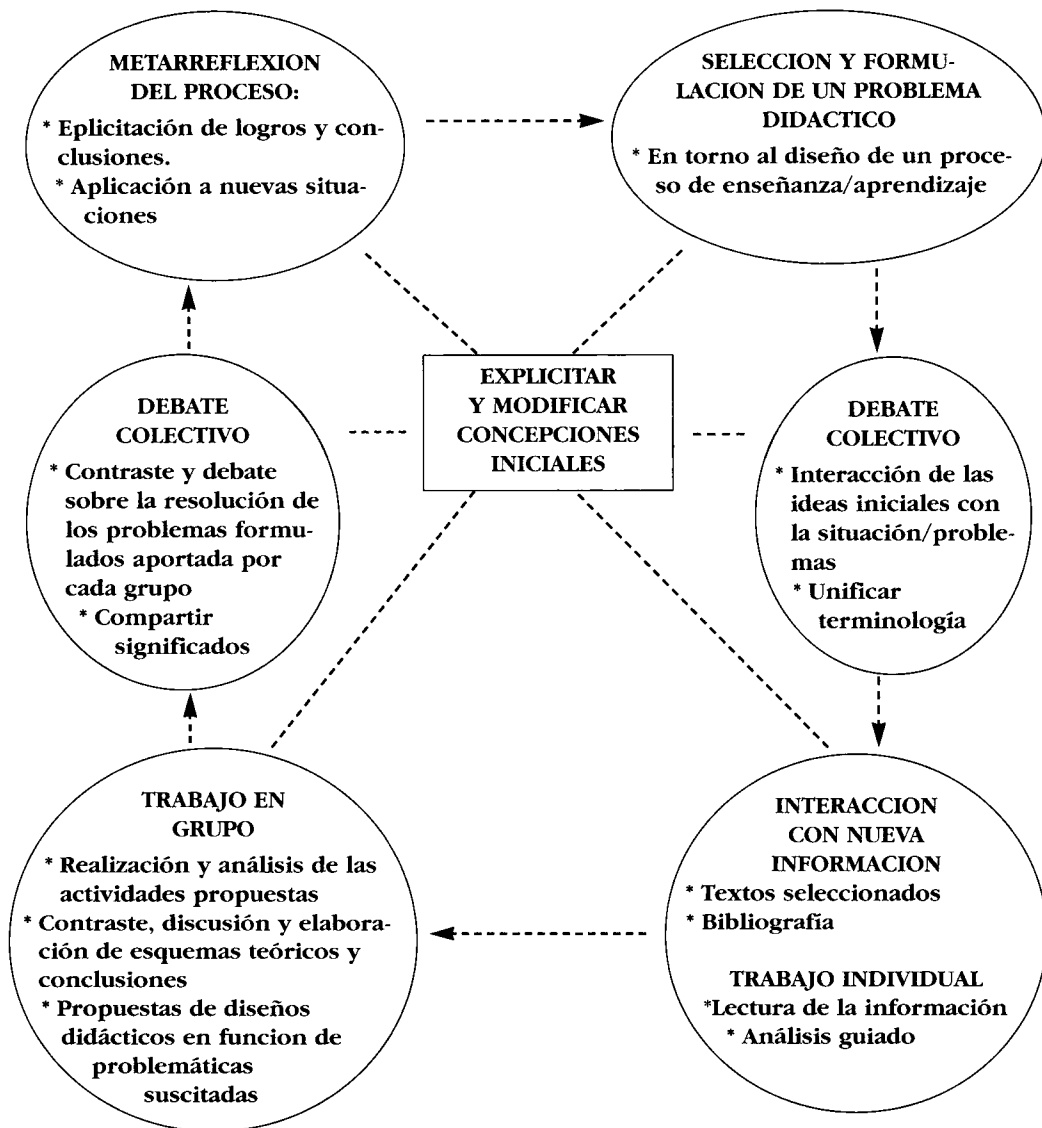 METARREFLEXION
DEL PROCESO:
* Eplicitación de logros y con-
clusiones.
* Aplicación a nuevas situa-
ciones
SELECCION Y FORMU-
LACION DE UN PROBLEMA
DIDACTICO
* En torno al diseño de un proce-
so de enseñanza/aprendizaje
EXPLICITAR
Y MODIFICAR
CONCEPCIONES
INICIALES
DEBATE
COLECTIVO
* Contraste y debate
sobre la resolución de
los problemas formu-
lados aportada por
cada grupo
* Compartir
significados
DEBATE
COLECTIVO
* Interacción de las
ideas iniciales con
la situación/proble-
mas
* Unificar
terminología
TRABAJO EN
GRUPO
* Realización y análisis de las
actividades propuestas
* Contraste, discusión y elabora-
ción de esquemas teóricos y
conclusiones
* Propuestas de diseños
didácticos en funcion de
problemáticas
suscitadas
INTERACCION
CON NUEVA
INFORMACION
* Textos seleccionados
* Bibliografía
TRABAJO INDIVIDUAL
*Lectura de la información
* Análisis guiado